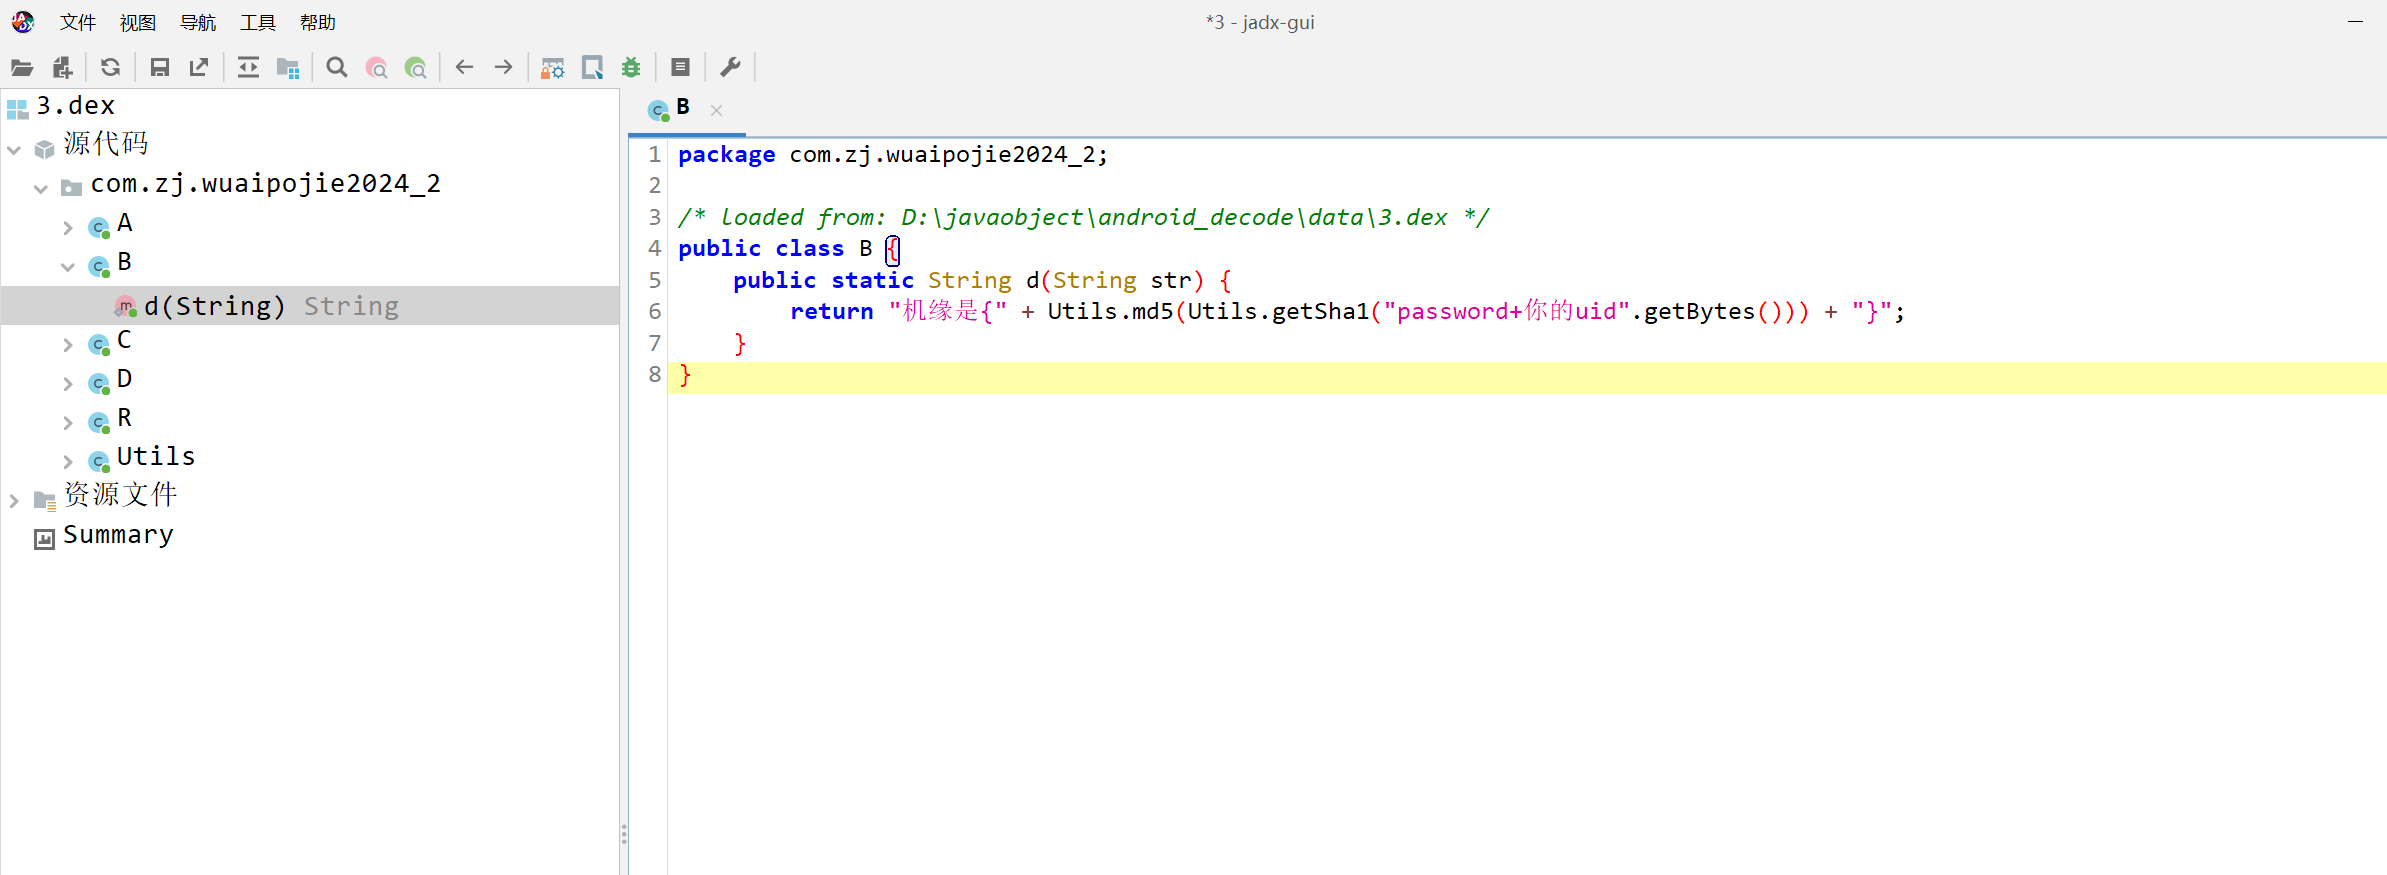 文件 视图 导航 工具 帮助
*3 - jadx-gui
3.dex
源代码
com.zj.wuaipojie2024_2
A
B
d(String) String
C
D
R
Utils
资源文件
Summary
B
1 package com.zj.wuaipojie2024_2;
2
3 /* loaded from: D:\javaobject\android_decode\data\3.dex */
4 public class B {
5 public static String d(String str) {
6 return "机缘是{" + Utils.md5(Utils.getSha1("password+你的uid".getBytes())) + "}";
7 }
8 }